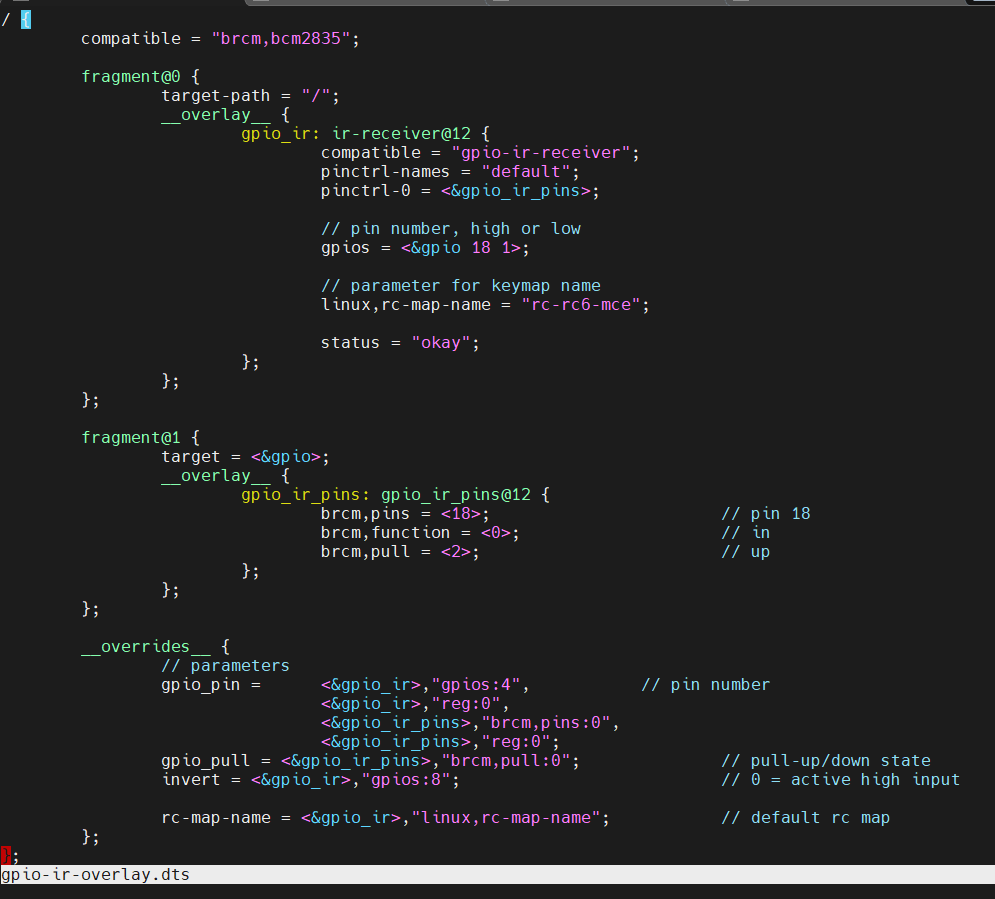 / {
        compatible = "brcm,bcm2835";

        fragment@0 {
                target-path = "/";
                __overlay__ {
                        gpio_ir: ir-receiver@12 {
                                compatible = "gpio-ir-receiver";
                                pinctrl-names = "default";
                                pinctrl-0 = <&gpio_ir_pins>;

                                // pin number, high or low
                                gpios = <&gpio 18 1>;

                                // parameter for keymap name
                                linux,rc-map-name = "rc-rc6-mce";

                                status = "okay";
                        };
                };
        };

        fragment@1 {
                target = <&gpio>;
                __overlay__ {
                        gpio_ir_pins: gpio_ir_pins@12 {
                                brcm,pins = <18>;                       // pin 18
                                brcm,function = <0>;                    // in
                                brcm,pull = <2>;                        // up
                        };
                };
        };

        __overrides__ {
                // parameters
                gpio_pin =      <&gpio_ir>,"gpios:4",           // pin number
                                <&gpio_ir>,"reg:0",
                                <&gpio_ir_pins>,"brcm,pins:0",
                                <&gpio_ir_pins>,"reg:0";
                gpio_pull = <&gpio_ir_pins>,"brcm,pull:0";              // pull-up/down state
                invert = <&gpio_ir>,"gpios:8";                          // 0 = active high input

                rc-map-name = <&gpio_ir>,"linux,rc-map-name";           // default rc map
        };
};
gpio-ir-overlay.dts